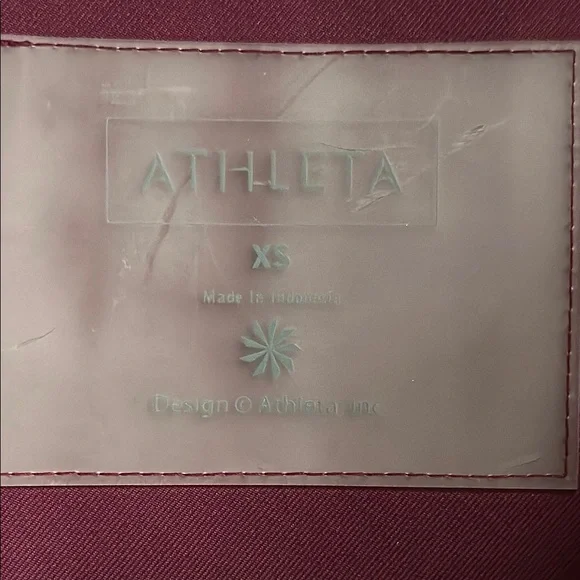 ATHLETA
XS
Made In Indonesia
Design © Athleta, Inc.